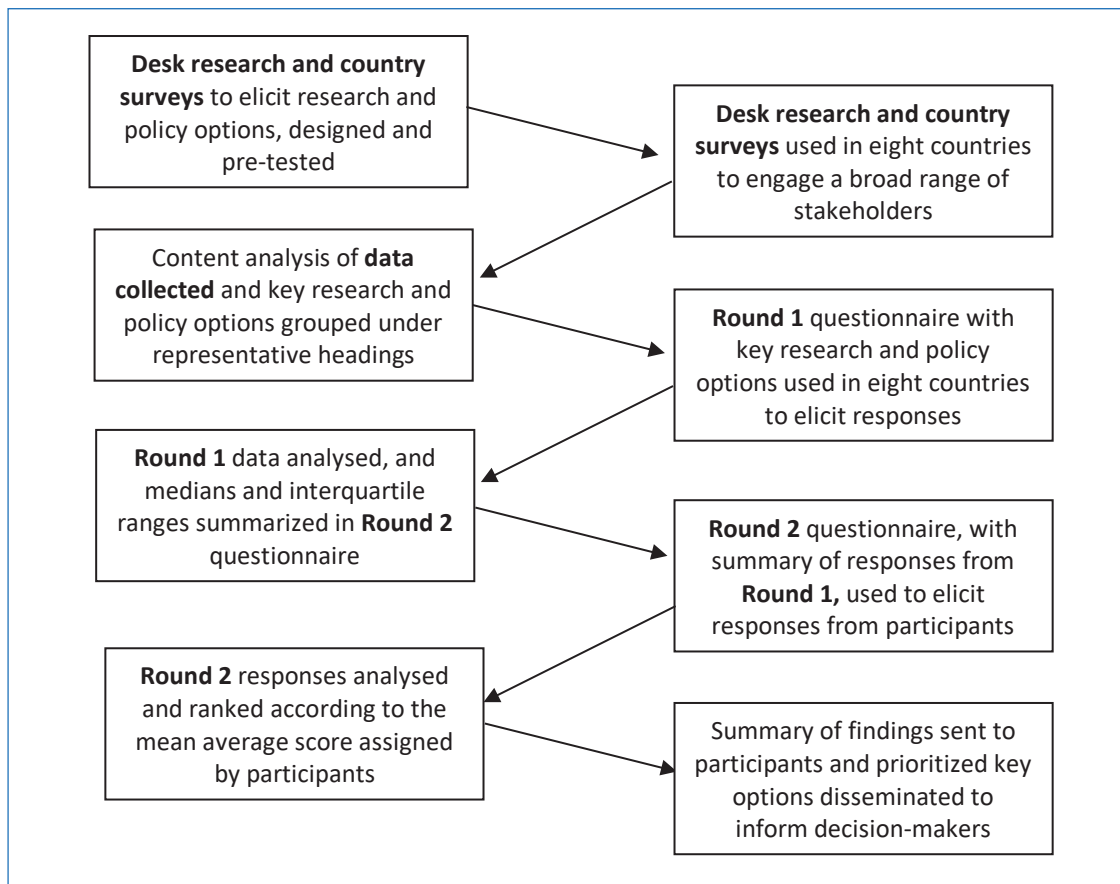 Desk research and country
surveys to elicit research and
policy options, designed and
pre-tested
Desk research and country
surveys used in eight countries
to engage a broad range of
stakeholders
Content analysis of data
collected and key research and
policy options grouped under
representative headings
Round 1 questionnaire with
key research and policy
options used in eight countries
to elicit responses
Round 1 data analysed, and
medians and interquartile
ranges summarized in Round 2
questionnaire
Round 2 questionnaire, with
summary of responses from
Round 1, used to elicit
responses from participants
Round 2 responses analysed
and ranked according to the
mean average score assigned
by participants
Summary of findings sent to
participants and prioritized key
options disseminated to
inform decision-makers